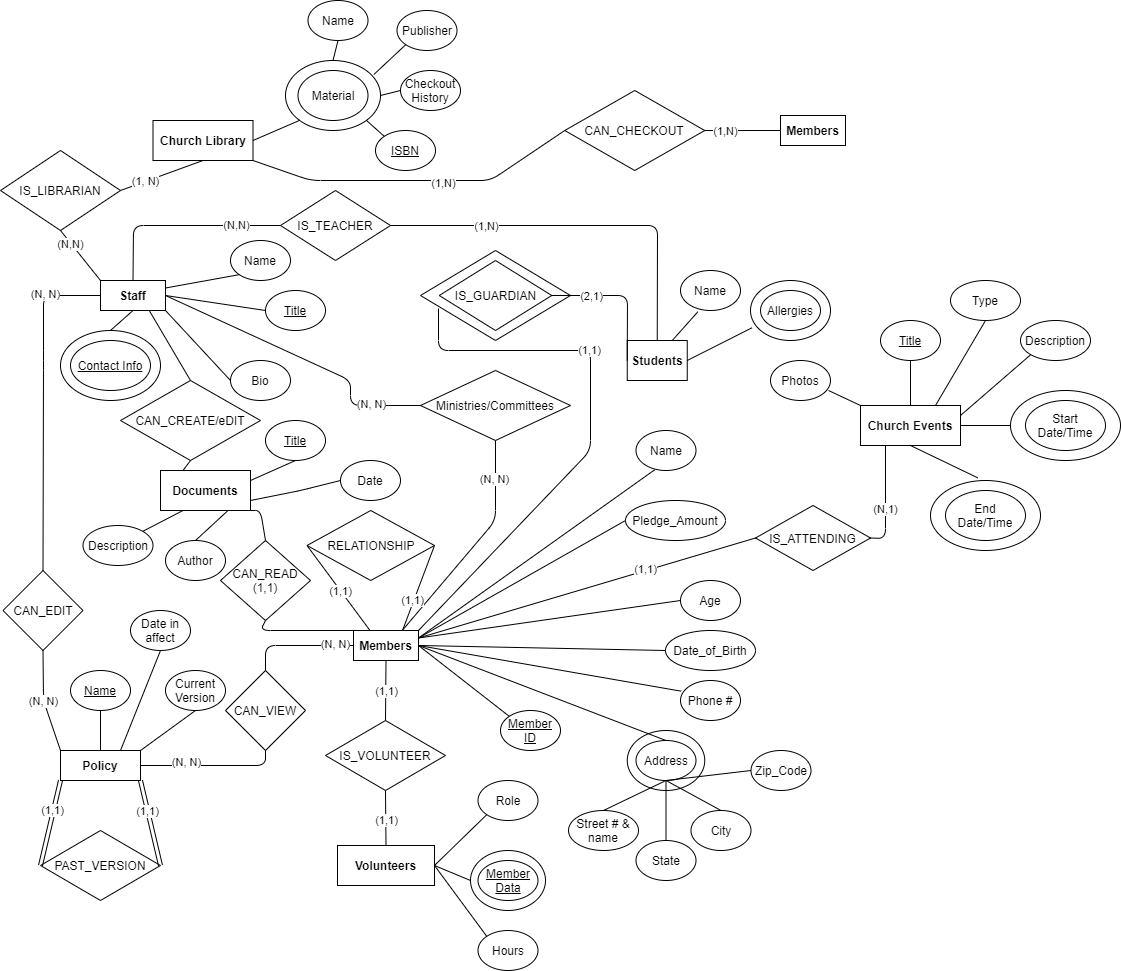 Name
Publisher
Material
Checkout
History
ISBN
Church Library
CAN_CHECKOUT
(1,N)
Members
(1,N)
IS_LIBRARIAN
(1, N)
(N,N)
(N,N)
IS_TEACHER
(1,N)
Name
Title
(N, N)
Staff
Contact Info
Bio
IS_GUARDIAN
(2,1)
(1,1)
Name
Allergies
Students
Type
Title
Description
Photos
Church Events
Start
Date/Time
End
Date/Time
(N,1)
CAN_CREATE/eDIT
(N, N)
Ministries/Committees
(N, N)
Title
Documents
Date
Description
Author
Name
Pledge_Amount
IS_ATTENDING
(1,1)
RELATIONSHIP
(1,1)
(1,1)
CAN_READ
(1,1)
CAN_EDIT
(N, N)
Age
Date_of_Birth
Phone #
Members
(N, N)
Date in
affect
Name
Current
Version
CAN_VIEW
(N, N)
Policy
(1,1)
(1,1)
PAST_VERSION
(1,1)
IS_VOLUNTEER
(1,1)
Member
ID
Address
Zip_Code
Street # &
name
City
State
Role
Volunteers
Member
Data
Hours